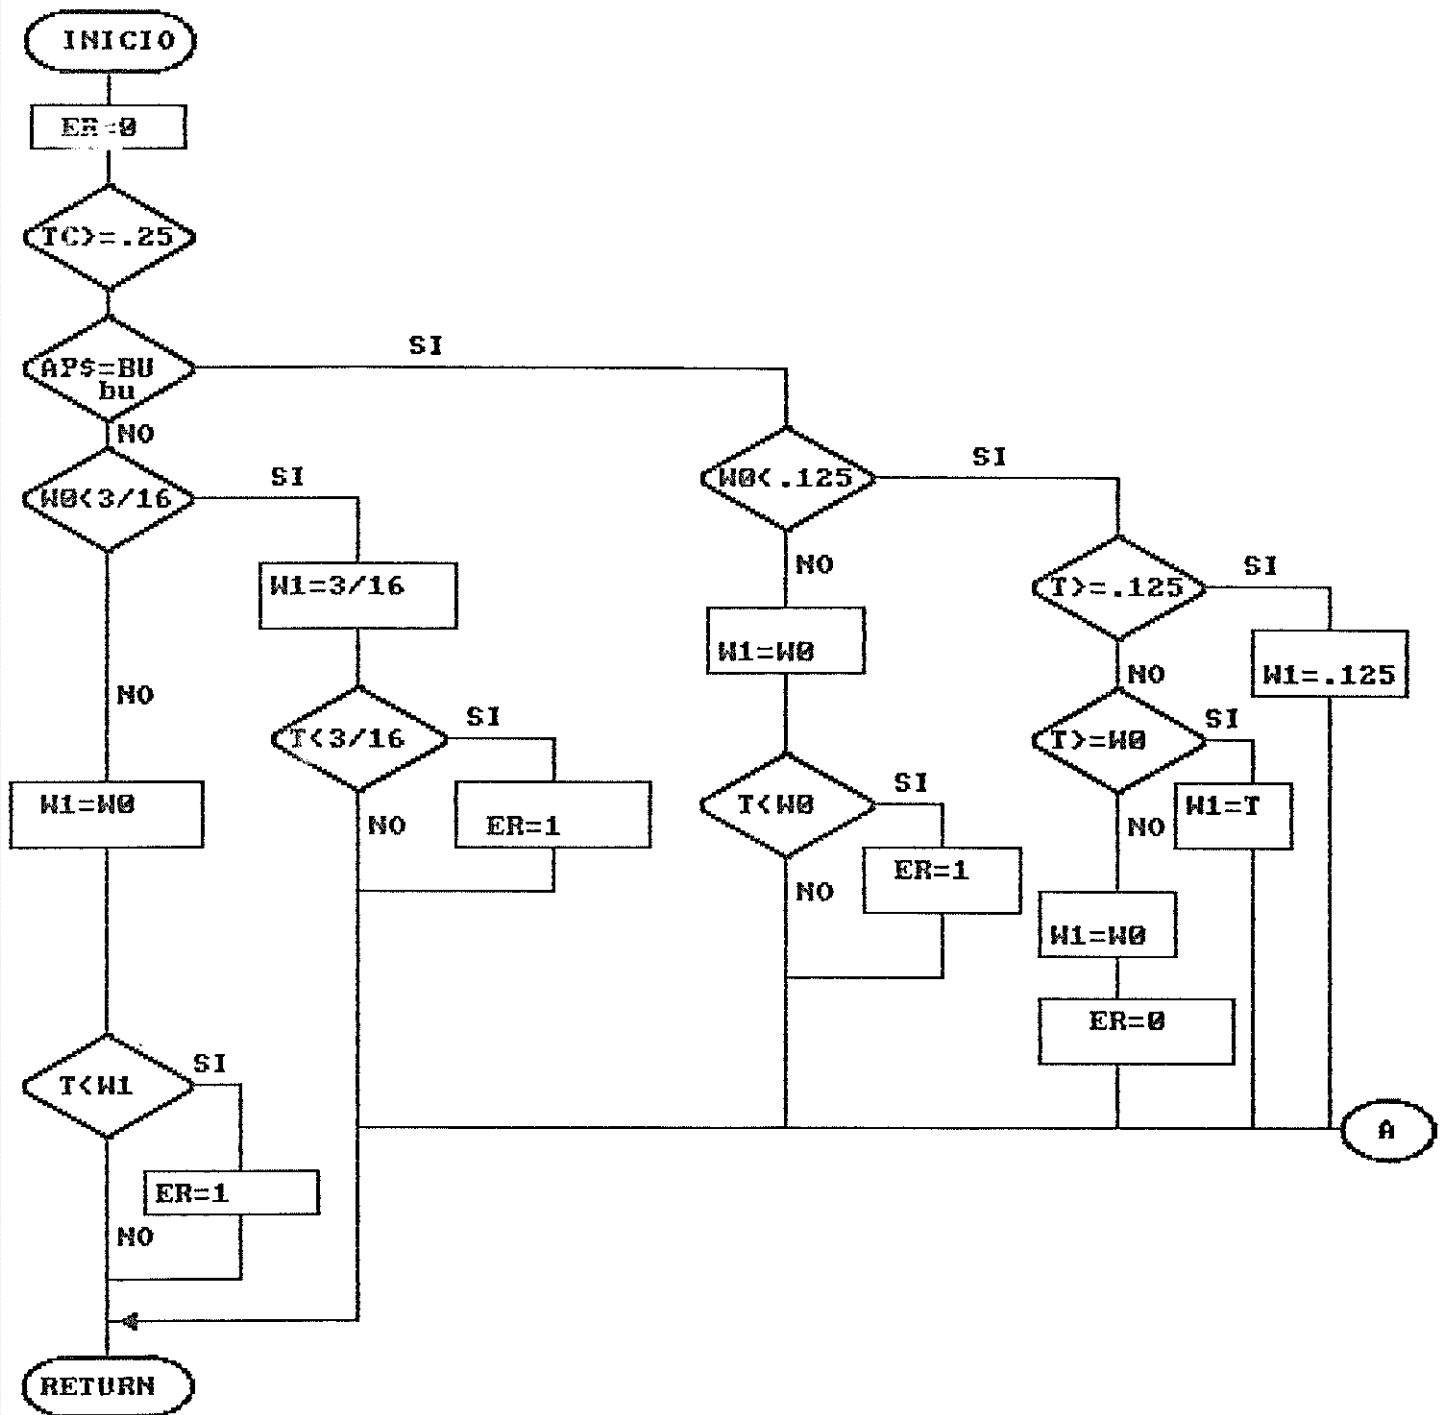 INICIO
ER=0
TC>=.25
SI
AP$=BU
bu
NO
SI
W0<.125
SI
W0<3/16
NO
SI
T>=.125
W1=3/16
W1=W0
W1=.125
NO
NO
SI
T<3/16
SI
T>=W0
SI
T<W0
W1=W0
W1=T
NO
ER=1
NO
ER=1
NO
W1=W0
ER=0
SI
T<W1
A
ER=1
NO
RETURN